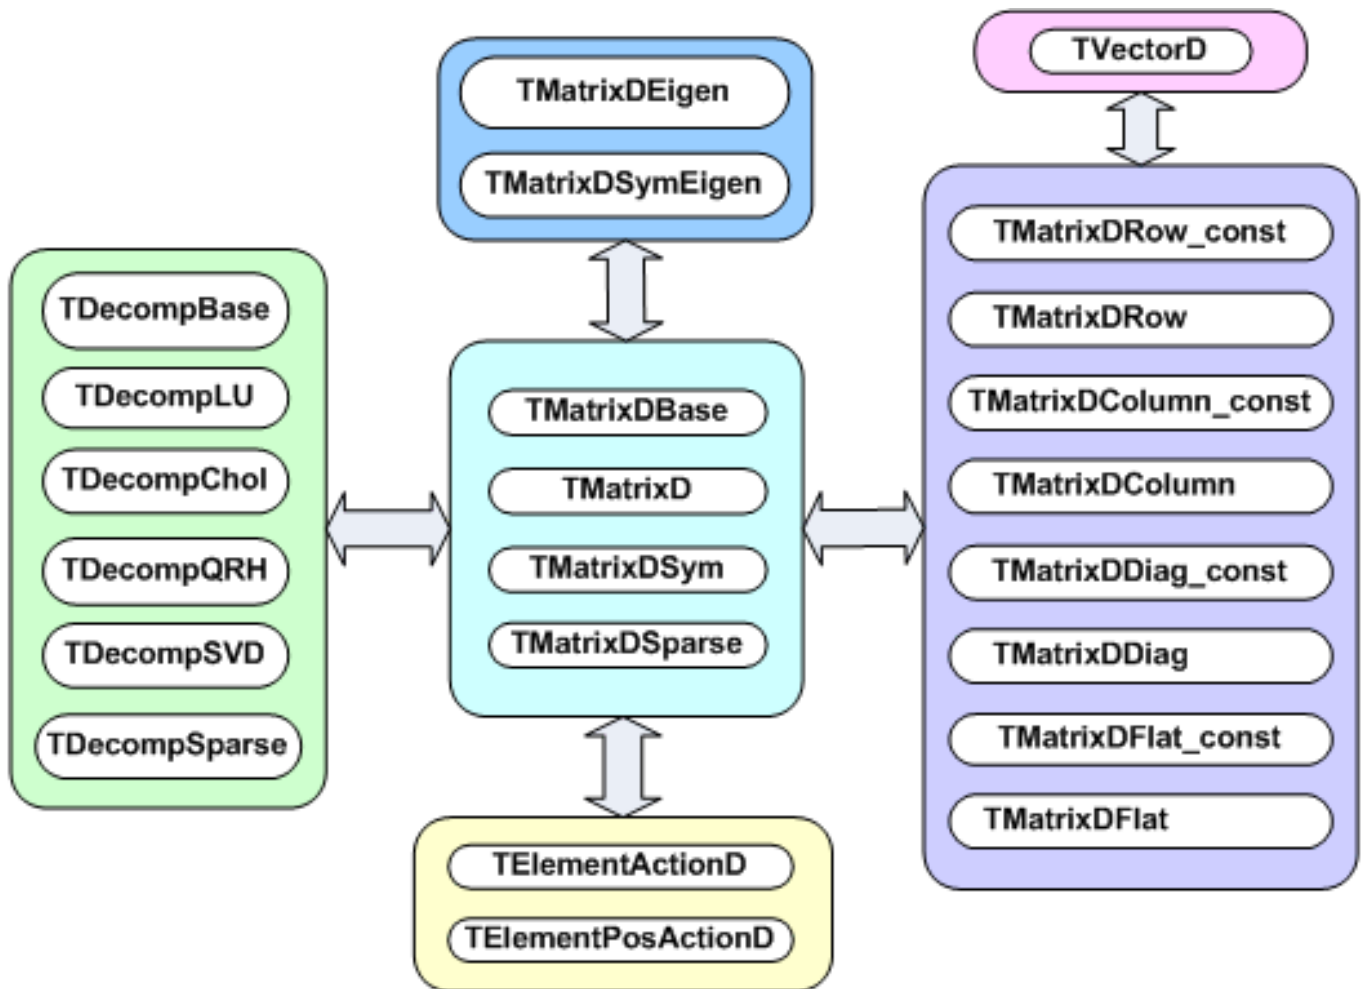 TVectorD
TMatrixDEigen
TMatrixDSymEigen
TDecompBase
TDecompLU
TDecompChol
TDecompQRH
TDecompSVD
TDecompSparse
TMatrixDBase
TMatrixD
TMatrixDSym
TMatrixDSparse
TMatrixDRow_const
TMatrixDRow
TMatrixDColumn_const
TMatrixDColumn
TMatrixDDiag_const
TMatrixDDiag
TMatrixDFlat_const
TMatrixDFlat
TElementActionD
TElementPosActionD